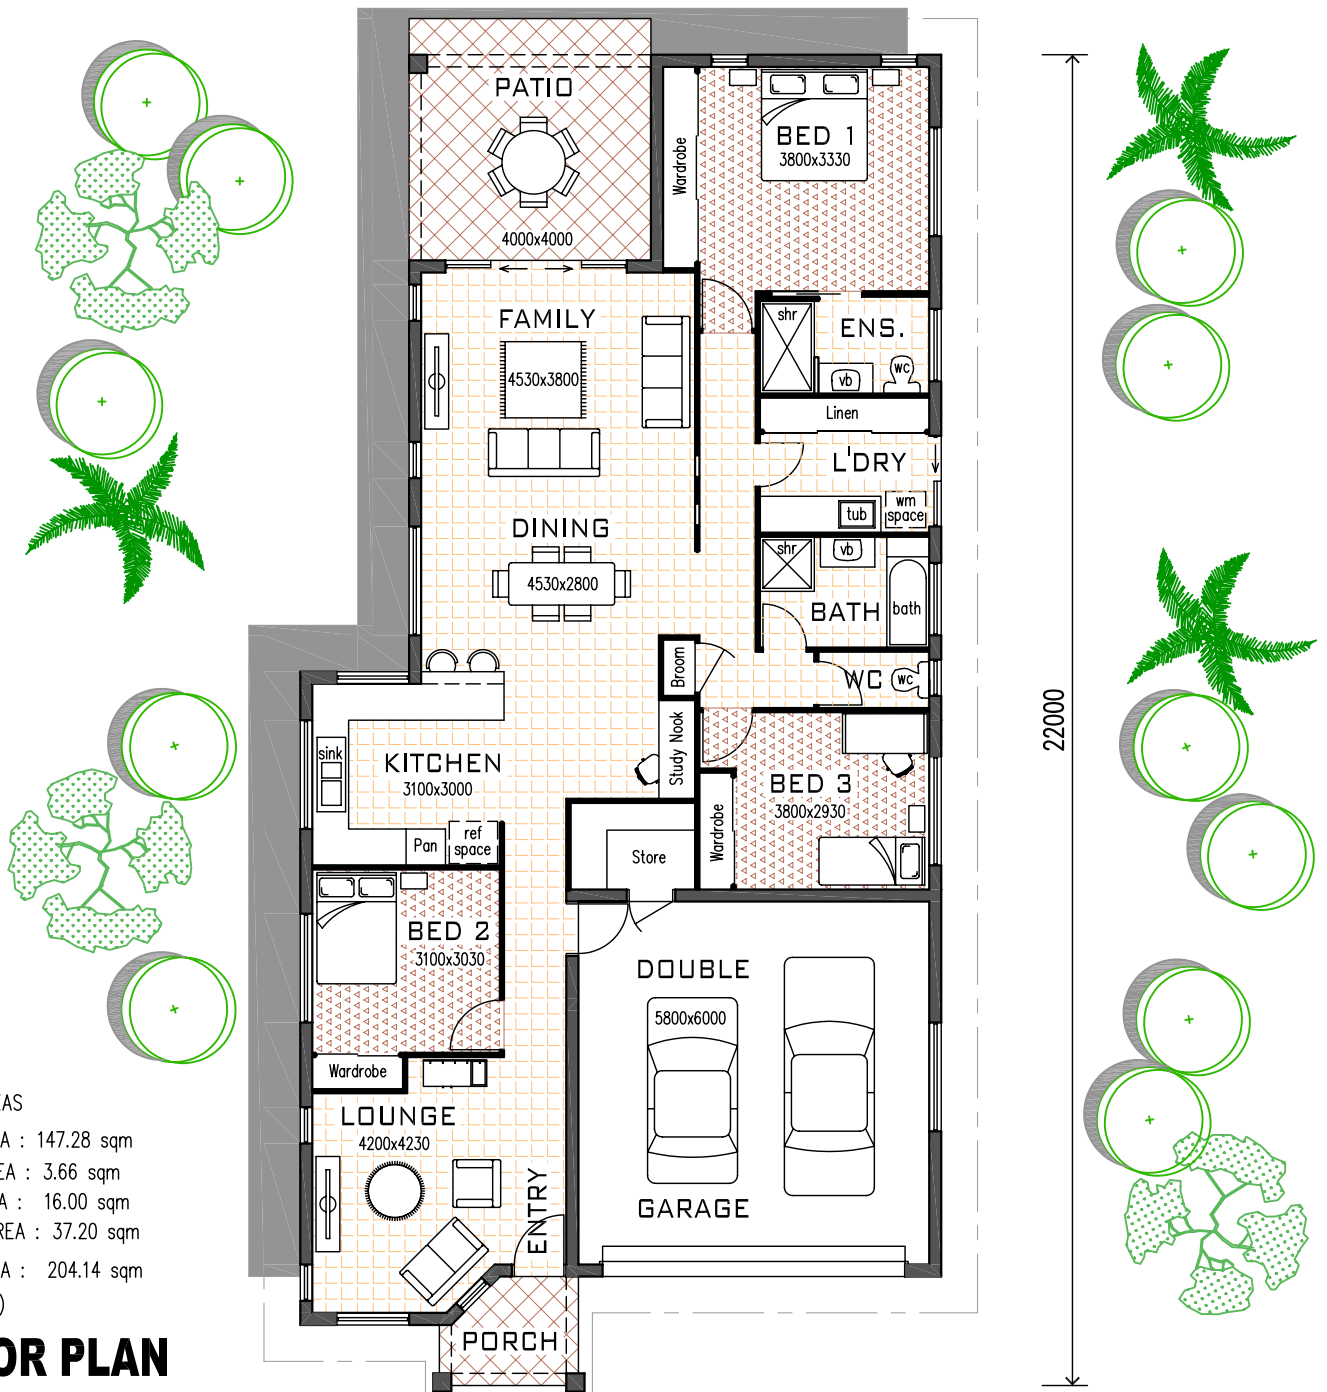 PATIO
4000x4000
Wardrobe
BED 1
3800x3330
FAMILY
4530x3800
shr
ENS.
vb
wc
Linen
L'DRY
tub
wm
space
DINING
4530x2800
shr
vb
BATH
bath
Broom
WC
wc
Study Nook
sink
KITCHEN
3100x3000
Pan
ref
space
BED 3
3800x2930
Wardrobe
Store
BED 2
3100x3030
Wardrobe
DOUBLE
5800x6000
GARAGE
LOUNGE
4200x4230
ENTRY
PORCH
22000
EAS
A : 147.28 sqm
EA : 3.66 sqm
A : 16.00 sqm
REA : 37.20 sqm
A : 204.14 sqm
)
OR PLAN